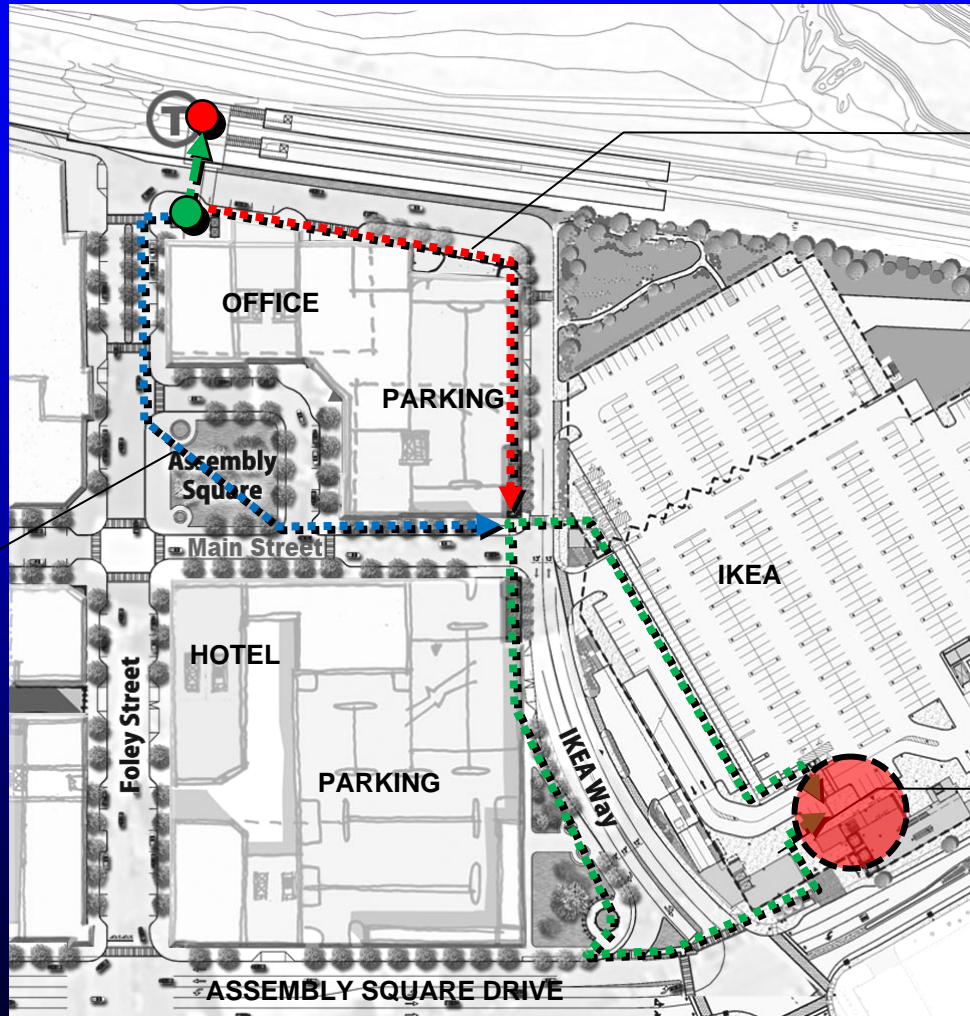 T
OFFICE
PARKING
Assembly
Square
Main Street
IKEA
HOTEL
Foley Street
IKEA Way
PARKING
ASSEMBLY SQUARE DRIVE